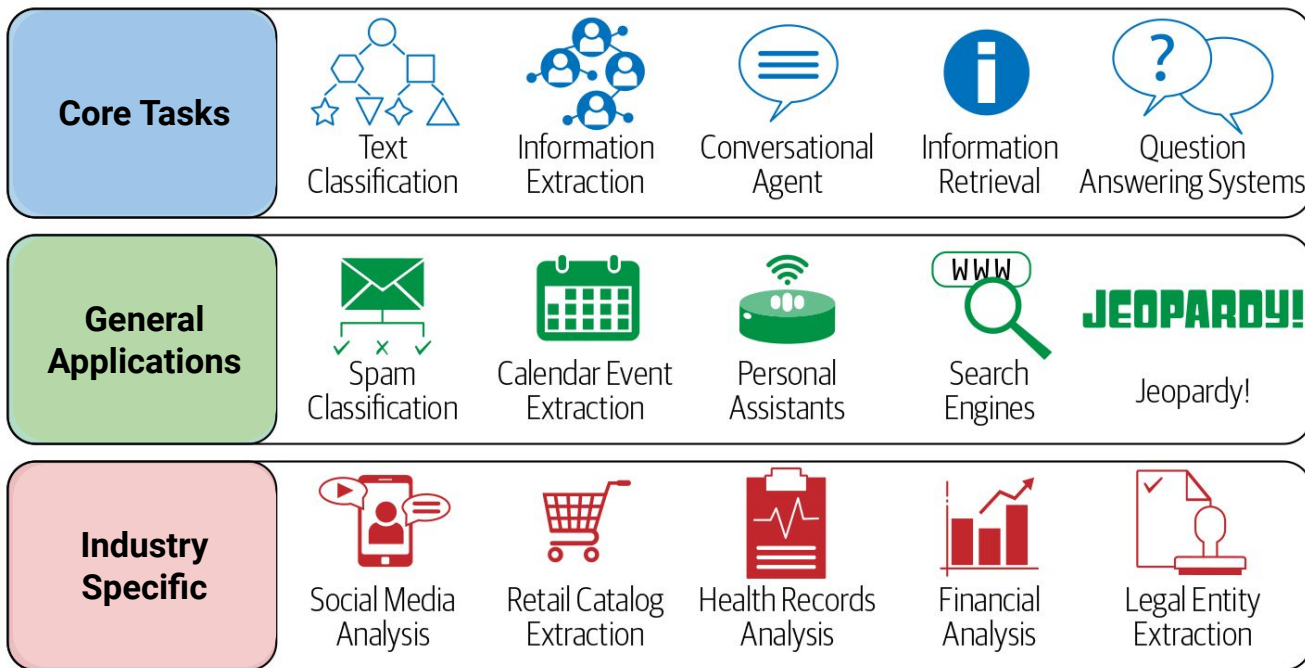 Core Tasks
Text
Classification
Information
Extraction
Conversational
Agent
Information
Retrieval
?
Question
Answering Systems
General
Applications
Spam
Classification
Calendar Event
Extraction
Personal
Assistants
WWW
Search
Engines
JEOPARDY!
Jeopardy!
Industry
Specific
Social Media
Analysis
Retail Catalog
Extraction
Health Records
Analysis
Financial
Analysis
Legal Entity
Extraction